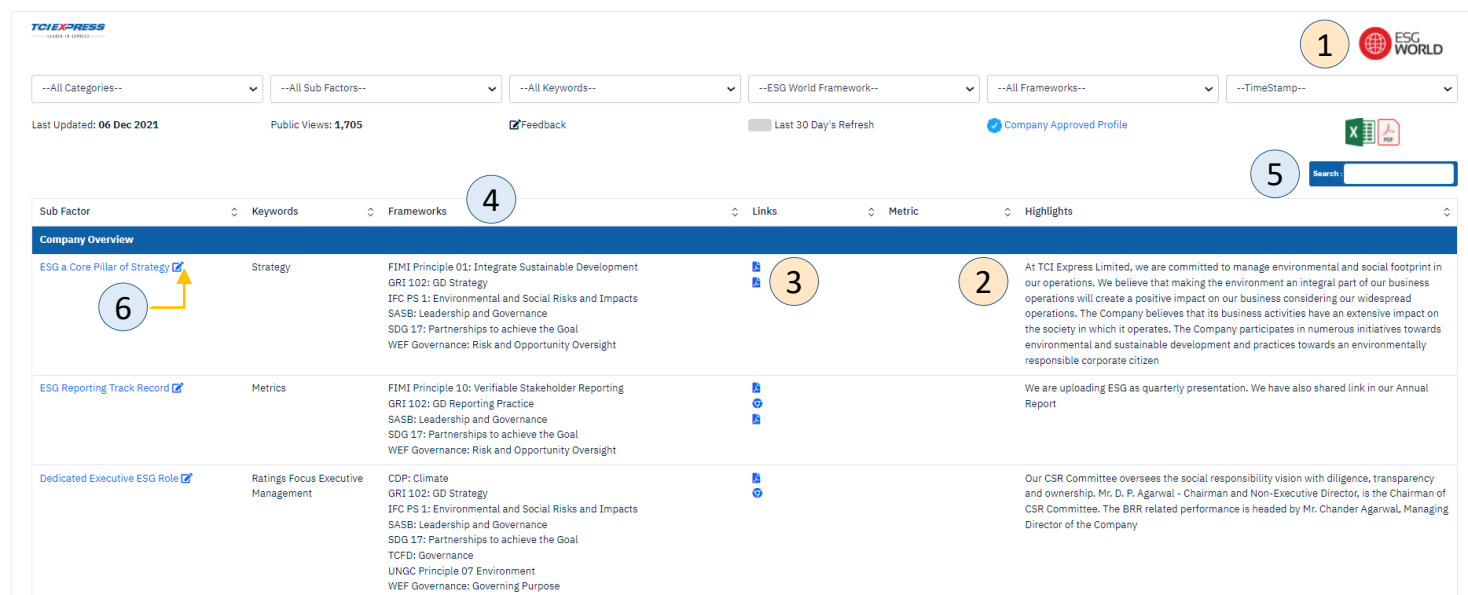 TCIEXPRESS
LEADER IN EXPRESS
1
ESG
WORLD
--All Categories--
--All Sub Factors--
--All Keywords--
--ESG World Framework--
--All Frameworks--
--TimeStamp--
Last Updated: 06 Dec 2021
Public Views: 1,705
Feedback
Last 30 Day's Refresh
Company Approved Profile
X
PDF
5
Search :
4
Sub Factor
Keywords
Frameworks
Links
Metric
Highlights
Company Overview
ESG a Core Pillar of Strategy
6
Strategy
FIMI Principle 01: Integrate Sustainable Development
GRI 102: GD Strategy
IFC PS 1: Environmental and Social Risks and Impacts
SASB: Leadership and Governance
SDG 17: Partnerships to achieve the Goal
WEF Governance: Risk and Opportunity Oversight
3
2
At TCI Express Limited, we are committed to manage environmental and social footprint in
our operations. We believe that making the environment an integral part of our business
operations will create a positive impact on our business considering our widespread
operations. The Company believes that its business activities have an extensive impact on
the society in which it operates. The Company participates in numerous initiatives towards
environmental and sustainable development and practices towards an environmentally
responsible corporate citizen
ESG Reporting Track Record
Metrics
FIMI Principle 10: Verifiable Stakeholder Reporting
GRI 102: GD Reporting Practice
SASB: Leadership and Governance
SDG 17: Partnerships to achieve the Goal
WEF Governance: Risk and Opportunity Oversight
We are uploading ESG as quarterly presentation. We have also shared link in our Annual
Report
Dedicated Executive ESG Role
Ratings Focus Executive
Management
CDP: Climate
GRI 102: GD Strategy
IFC PS 1: Environmental and Social Risks and Impacts
SASB: Leadership and Governance
SDG 17: Partnerships to achieve the Goal
TCFD: Governance
UNGC Principle 07 Environment
WEF Governance: Governing Purpose
Our CSR Committee oversees the social responsibility vision with diligence, transparency
and ownership. Mr. D. P. Agarwal - Chairman and Non-Executive Director, is the Chairman of
CSR Committee. The BRR related performance is headed by Mr. Chander Agarwal, Managing
Director of the Company